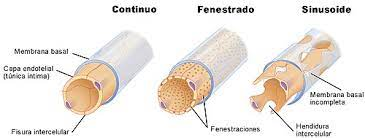 Continuo
Fenestrado
Sinusoide
Membrana basal
Capa endotelial
(túnica íntima)
Fisura intercelular
Fenestraciones
Membrana basal
incompleta
Hendidura
intercelular